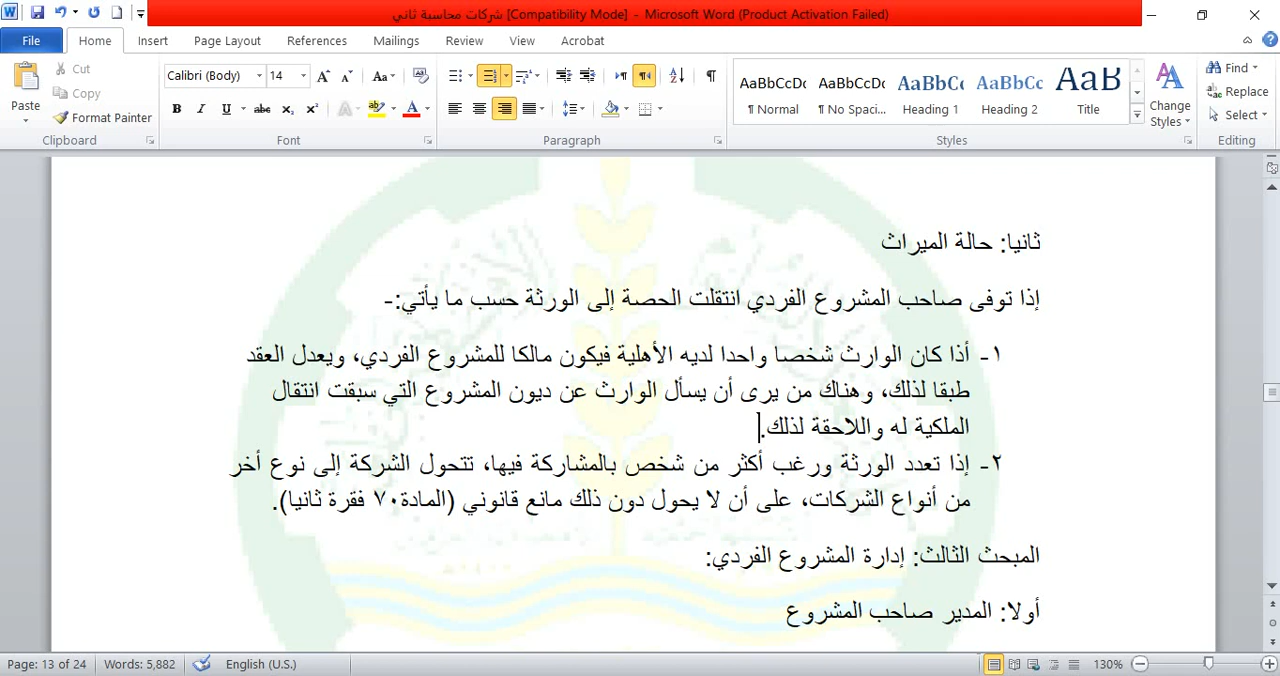 شركات محاسبة ثاني [Compatibility Mode] - Microsoft Word (Product Activation Failed)
File Home Insert Page Layout References Mailings Review View Acrobat
Paste
Cut
Copy
Format Painter
Clipboard
Calibri (Body) 14
Font
Paragraph
AaBbCcDc AaBbCcDc AaBbCc AaBbCc AaB
¶ Normal ¶ No Spaci... Heading 1 Heading 2 Title
Change Styles
Styles
Find
Replace
Select
Editing
ثانيا: حالة الميراث
إذا توفى صاحب المشروع الفردي انتقلت الحصة إلى الورثة حسب ما يأتي:-
١- أذا كان الوارث شخصا واحدا لديه الأهلية فيكون مالكا للمشروع الفردي، ويعدل العقد
طبقا لذلك، وهناك من يرى أن يسأل الوارث عن ديون المشروع التي سبقت انتقال
الملكية له واللاحقة لذلك.
٢- إذا تعدد الورثة ورغب أكثر من شخص بالمشاركة فيها، تتحول الشركة إلى نوع أخر
من أنواع الشركات، على أن لا يحول دون ذلك مانع قانوني (المادة٧٠ فقرة ثانيا).
المبحث الثالث: إدارة المشروع الفردي:
أولا: المدير صاحب المشروع
Page: 13 of 24 Words: 5,882 English (U.S.) 130%